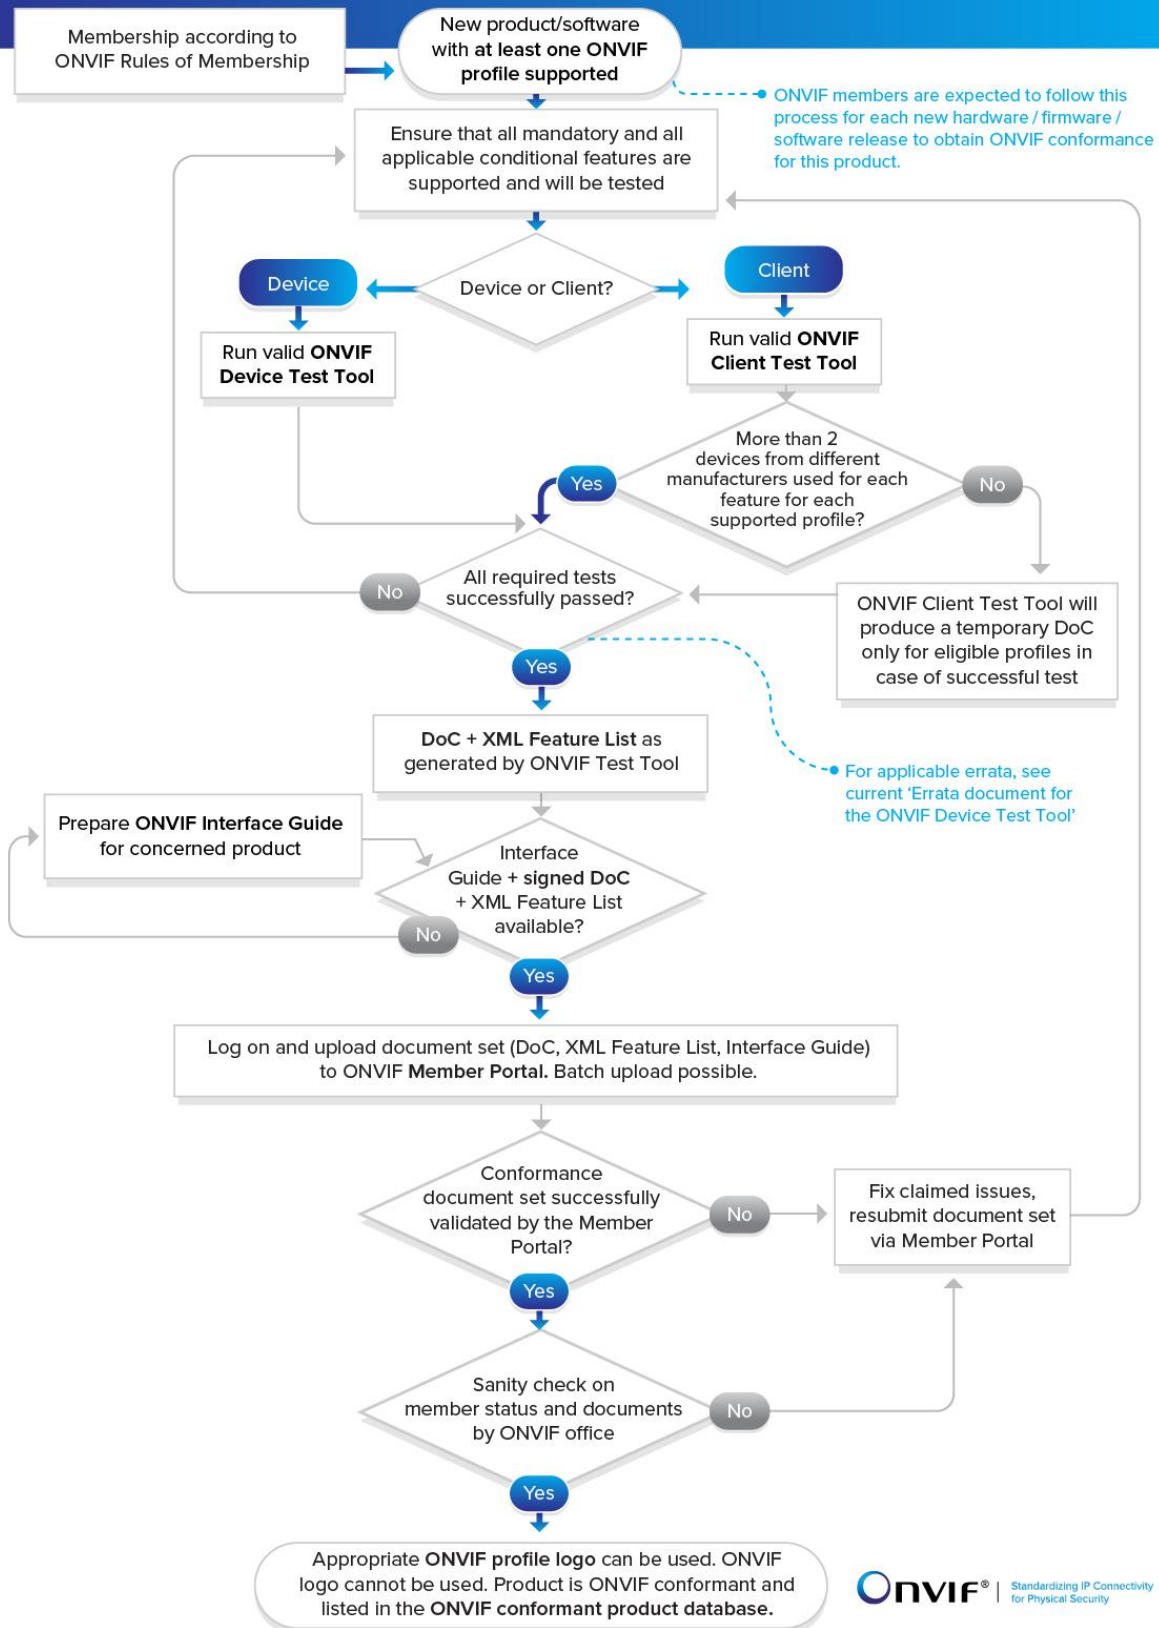 Membership according to
ONVIF Rules of Membership
New product/software
with at least one ONVIF
profile supported
ONVIF members are expected to follow this
process for each new hardware / firmware /
software release to obtain ONVIF conformance
for this product.
Ensure that all mandatory and all
applicable conditional features are
supported and will be tested
Device or Client?
Device
Client
Run valid ONVIF
Device Test Tool
Run valid ONVIF
Client Test Tool
More than 2
devices from different
manufacturers used for each
feature for each
supported profile?
Yes
No
All required tests
successfully passed?
No
Yes
ONVIF Client Test Tool will
produce a temporary DoC
only for eligible profiles in
case of successful test
DoC + XML Feature List as
generated by ONVIF Test Tool
For applicable errata, see
current ‘Errata document for
the ONVIF Device Test Tool’
Prepare ONVIF Interface Guide
for concerned product
Interface
Guide + signed DoC
+ XML Feature List
available?
No
Yes
Log on and upload document set (DoC, XML Feature List, Interface Guide)
to ONVIF Member Portal. Batch upload possible.
Conformance
document set successfully
validated by the Member
Portal?
No
Yes
Fix claimed issues,
resubmit document set
via Member Portal
Sanity check on
member status and documents
by ONVIF office
No
Yes
Appropriate ONVIF profile logo can be used. ONVIF
logo cannot be used. Product is ONVIF conformant and
listed in the ONVIF conformant product database.
ONVIF® | Standardizing IP Connectivity
for Physical Security